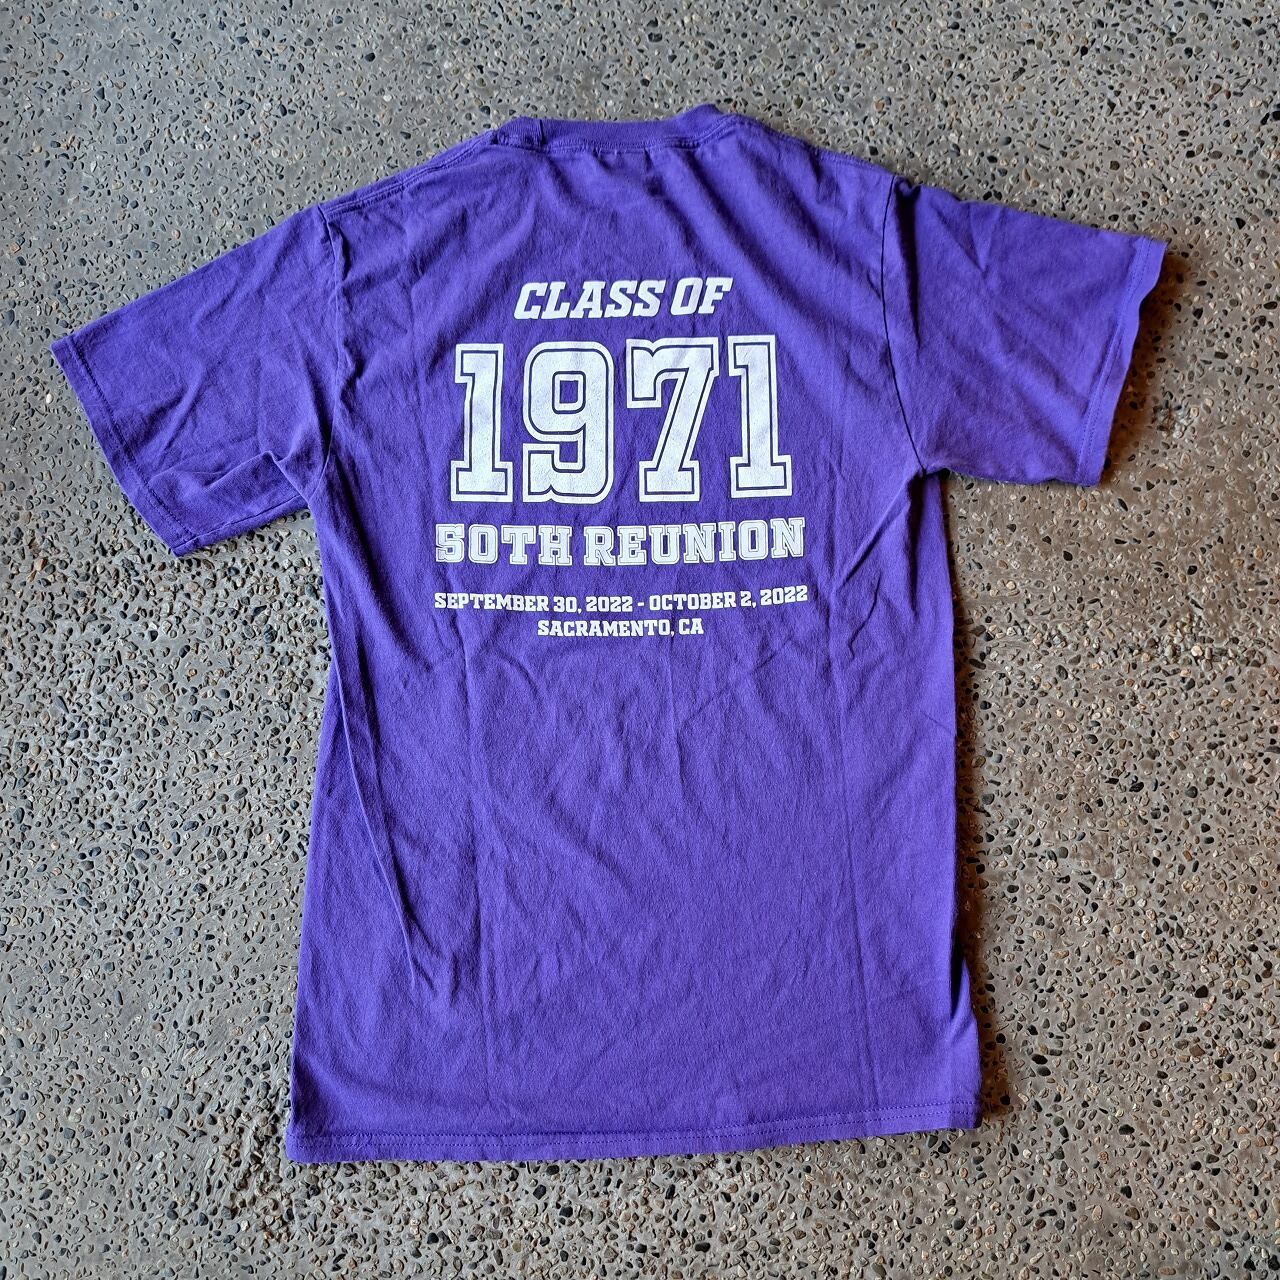 CLASS OF
1971
50TH REUNION
SEPTEMBER 30, 2022 - OCTOBER 2, 2022
SACRAMENTO, CA